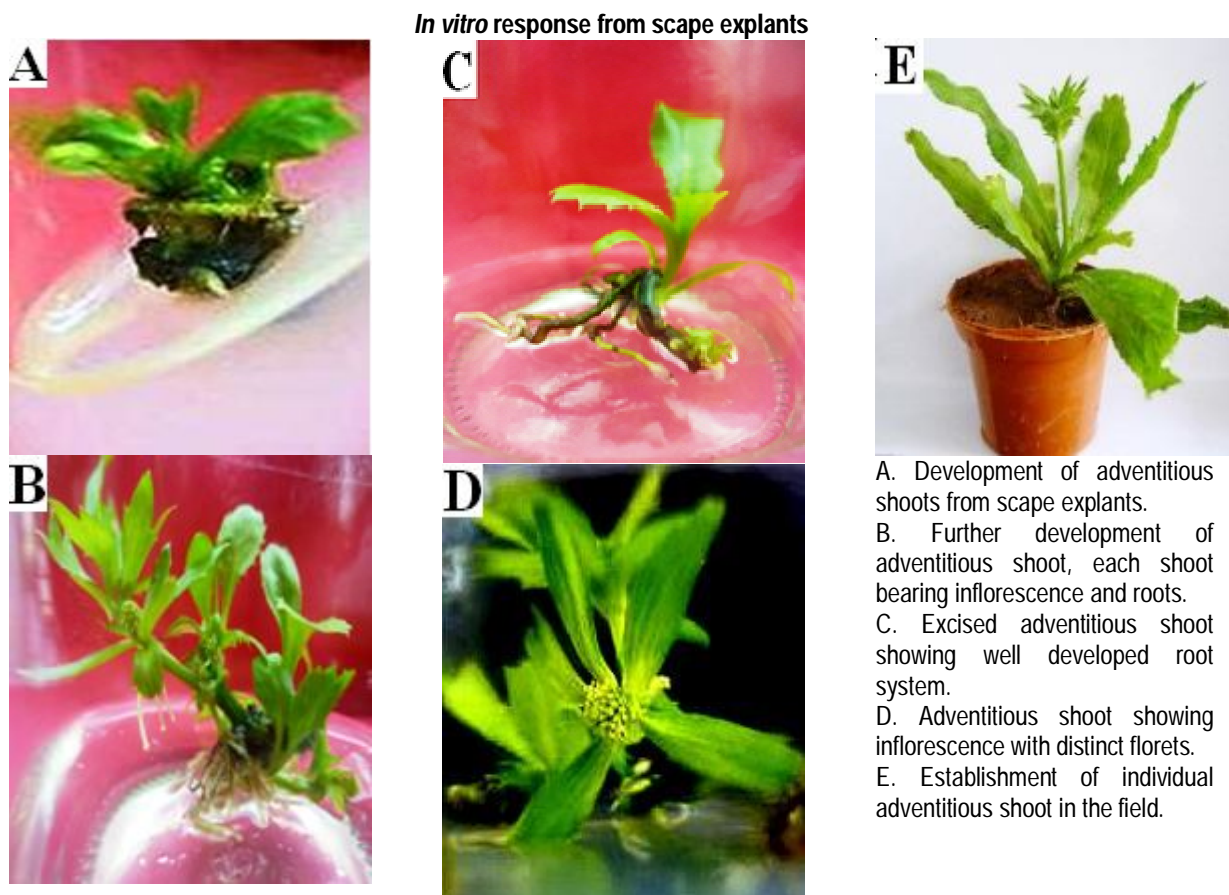 In vitro response from scape explants
A
C
E
B
D
A. Development of adventitious
shoots from scape explants.
B. Further development of
adventitious shoot, each shoot
bearing inflorescence and roots.
C. Excised adventitious shoot
showing well developed root
system.
D. Adventitious shoot showing
inflorescence with distinct florets.
E. Establishment of individual
adventitious shoot in the field.